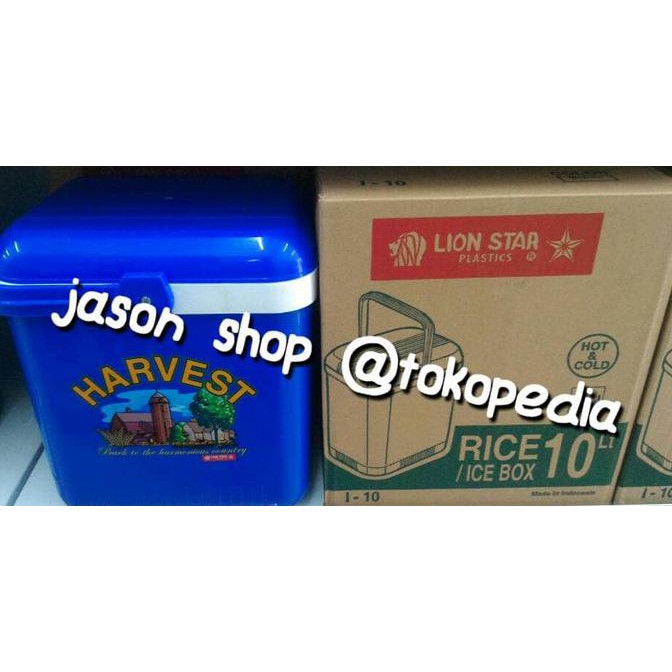 jason shop @tokopedia
HARVEST
Back to the harmonious country
I - 10
LION STAR
PLASTICS ®
HOT
&
COLD
RICE
/ ICE BOX
10 Lt
I - 10
Made in Indonesia
I - 10